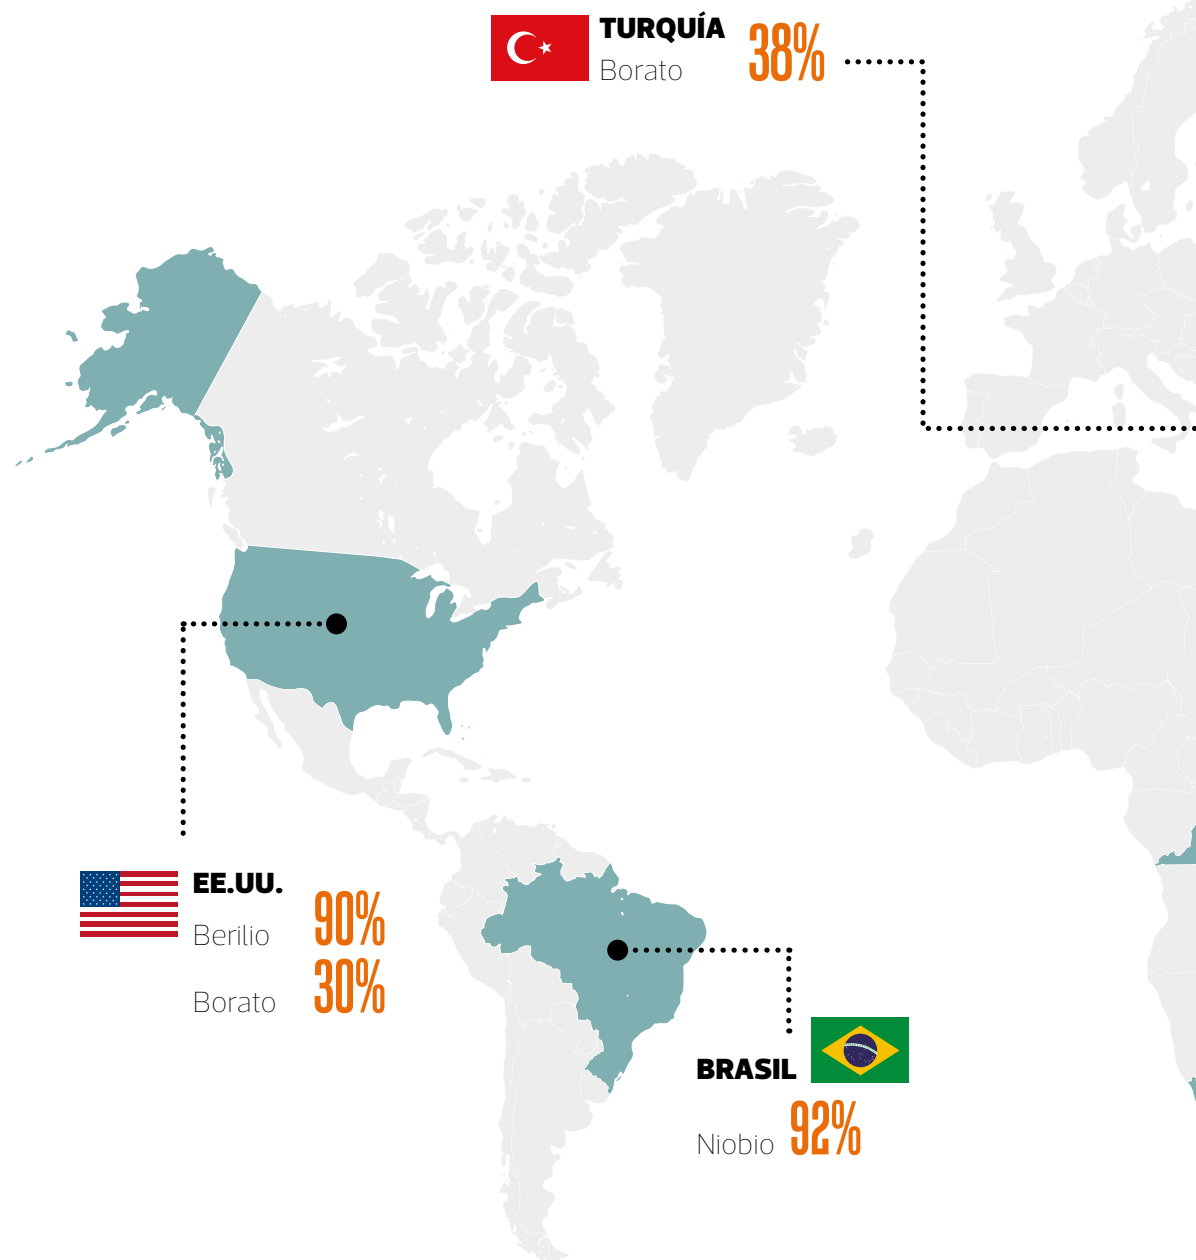 TURQUÍA
Borato 38%
EE.UU.
Berilio 90%
Borato 30%
BRASIL
Niobio 92%